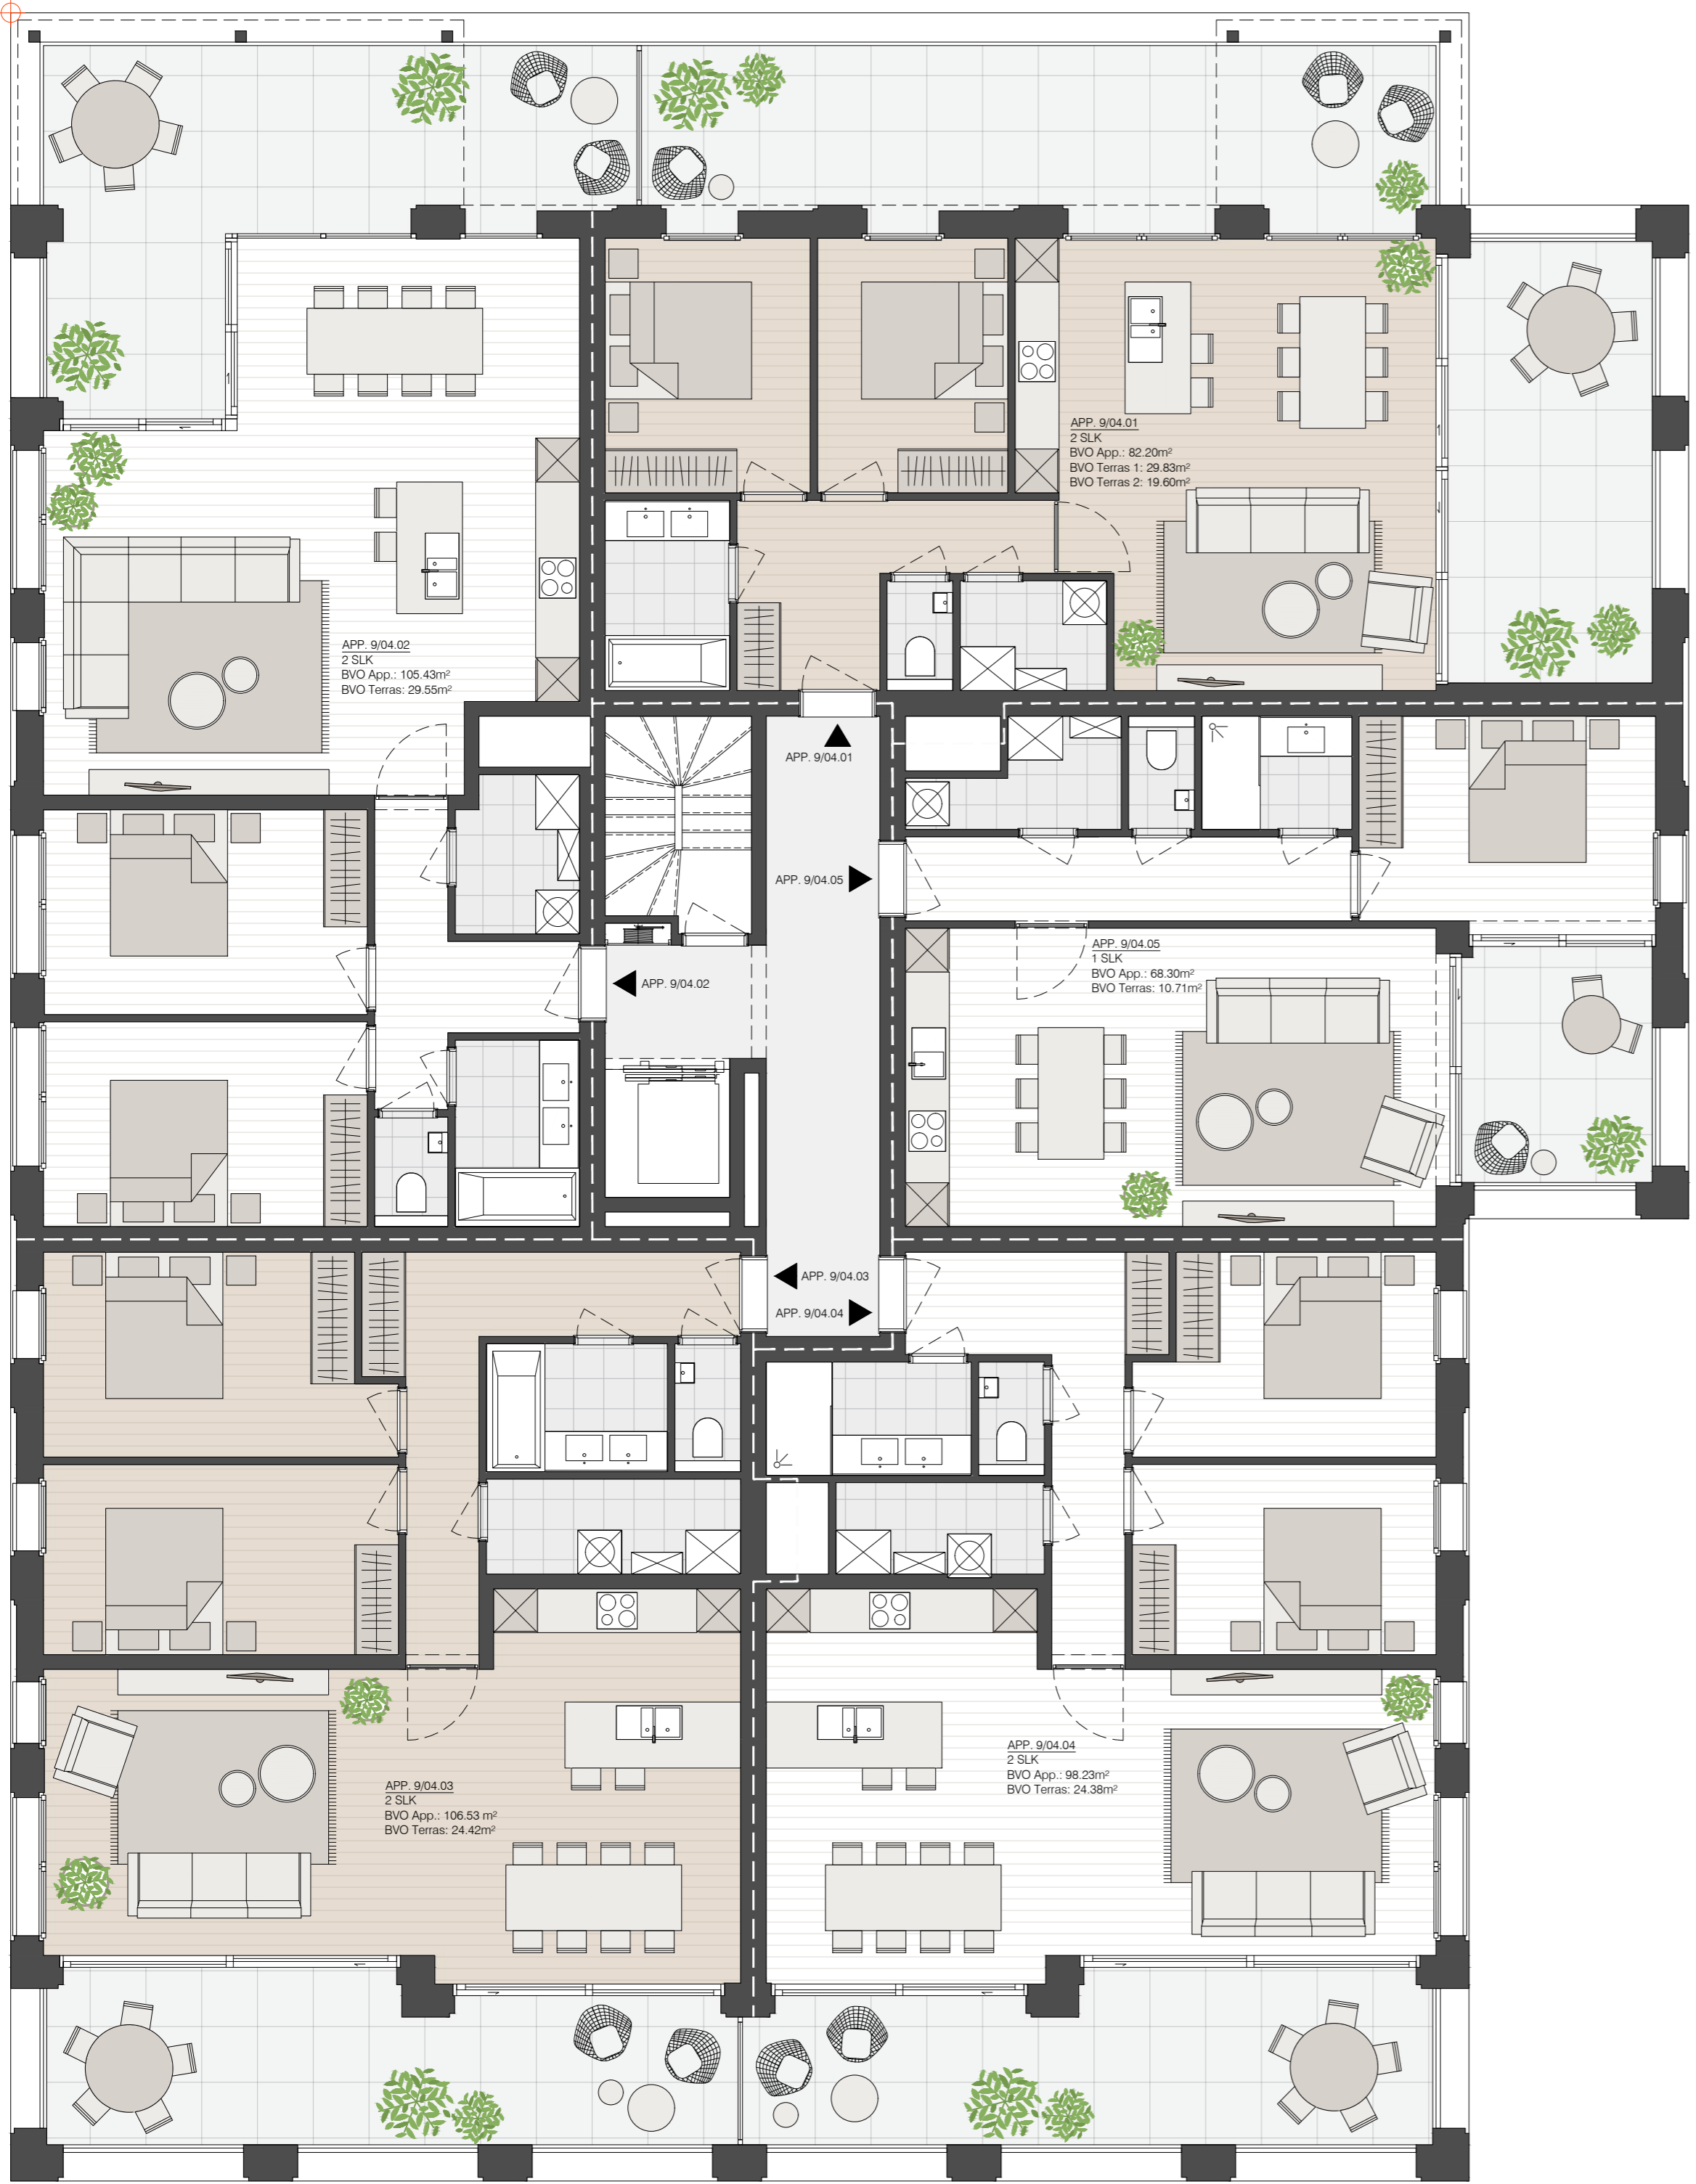 APP. 9/04.01
2 SLK
BVO App.: 82.20m²
BVO Terras 1: 29.83m²
BVO Terras 2: 19.60m²
APP. 9/04.02
2 SLK
BVO App.: 105.43m²
BVO Terras: 29.55m²
APP. 9/04.01
APP. 9/04.05
APP. 9/04.05
1 SLK
BVO App.: 68.30m²
BVO Terras: 10.71m²
APP. 9/04.02
APP. 9/04.03
APP. 9/04.04
APP. 9/04.04
2 SLK
BVO App.: 98.23m²
BVO Terras: 24.38m²
APP. 9/04.03
2 SLK
BVO App.: 106.53 m²
BVO Terras: 24.42m²